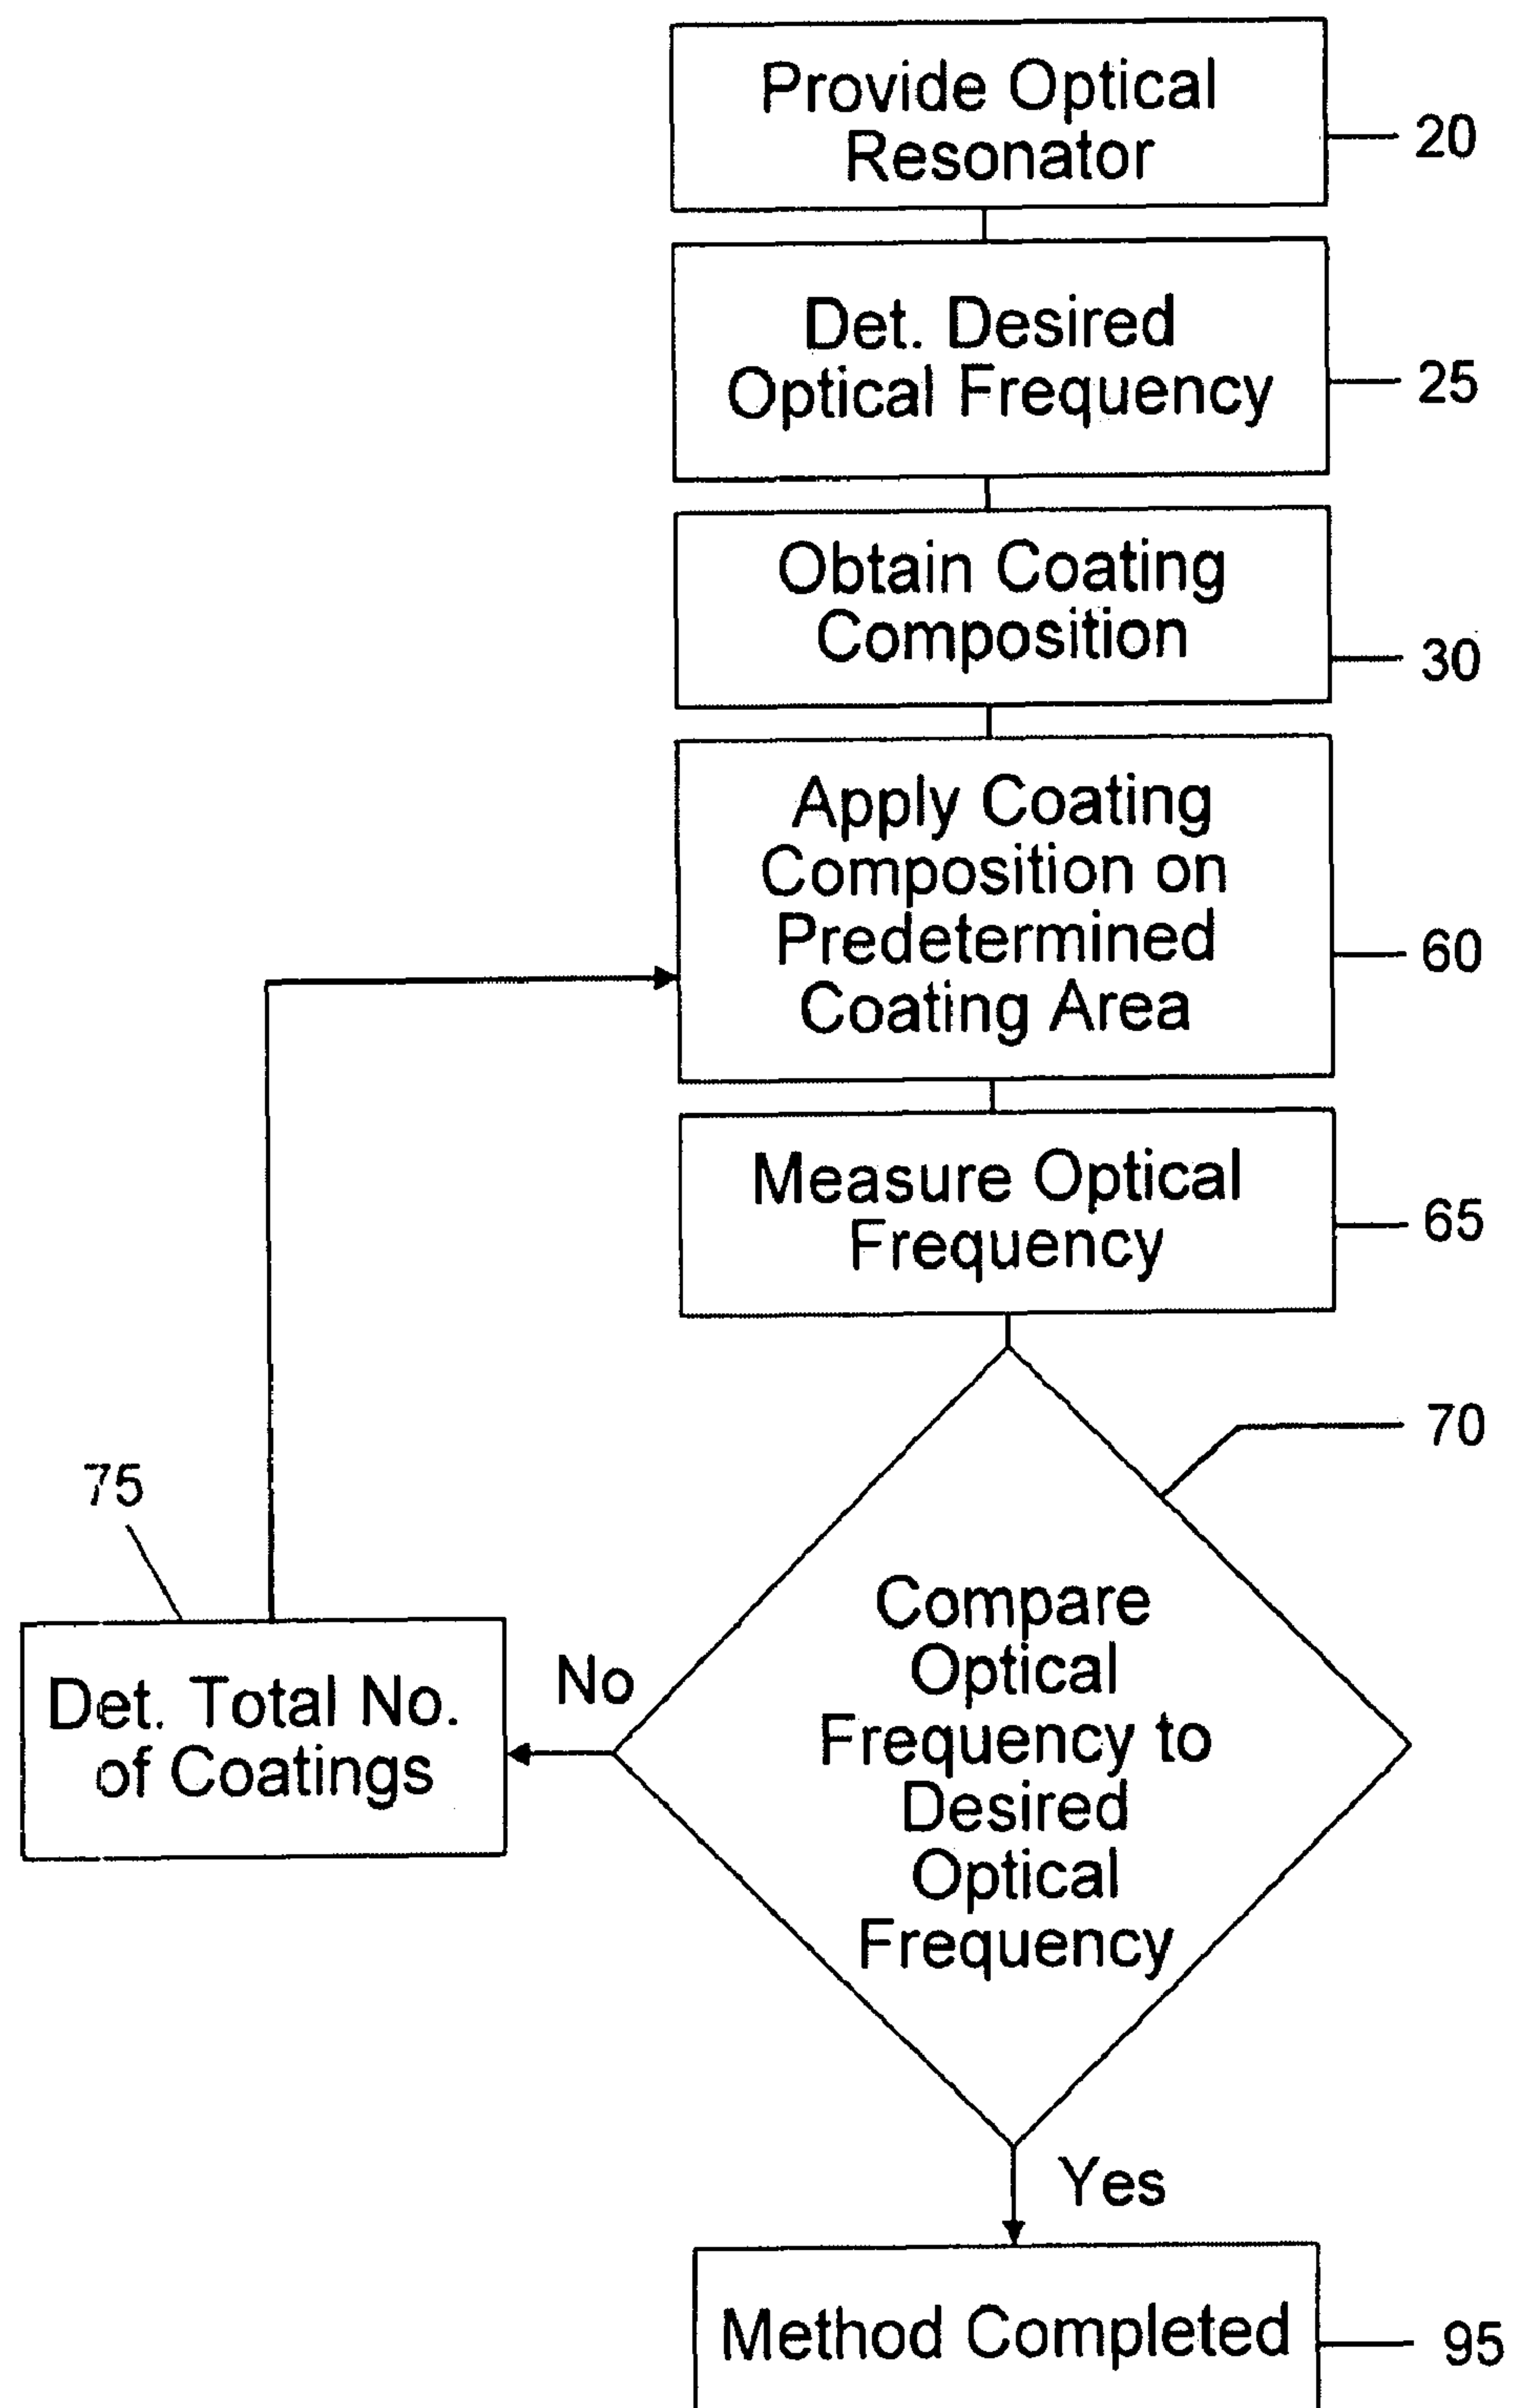 Provide Optical
Resonator
20
Det. Desired
Optical Frequency
25
Obtain Coating
Composition
30
Apply Coating
Composition on
Predetermined
Coating Area
60
Measure Optical
Frequency
65
70
Compare
Optical
Frequency to
Desired
Optical
Frequency
No
75
Det. Total No.
of Coatings
Yes
Method Completed
95